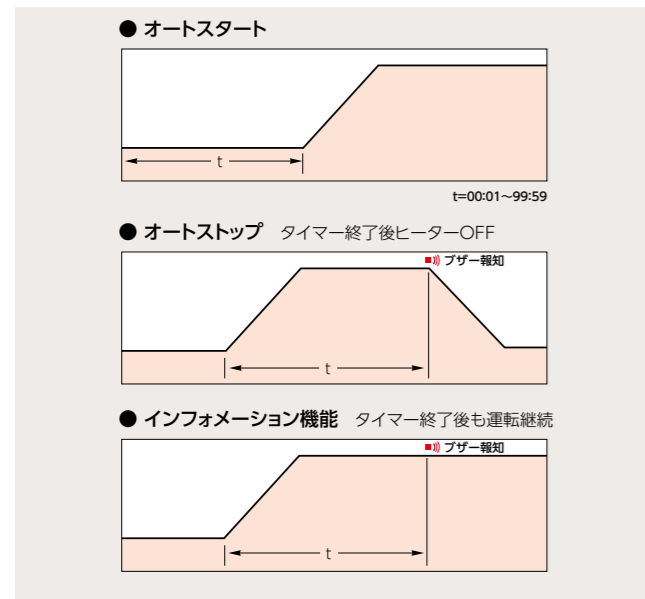 ● オートスタート
t
t=00:01~99:59
● オートストップ タイマー終了後ヒーターOFF
ブザー報知
t
● インフォメーション機能 タイマー終了後も運転継続
ブザー報知
t